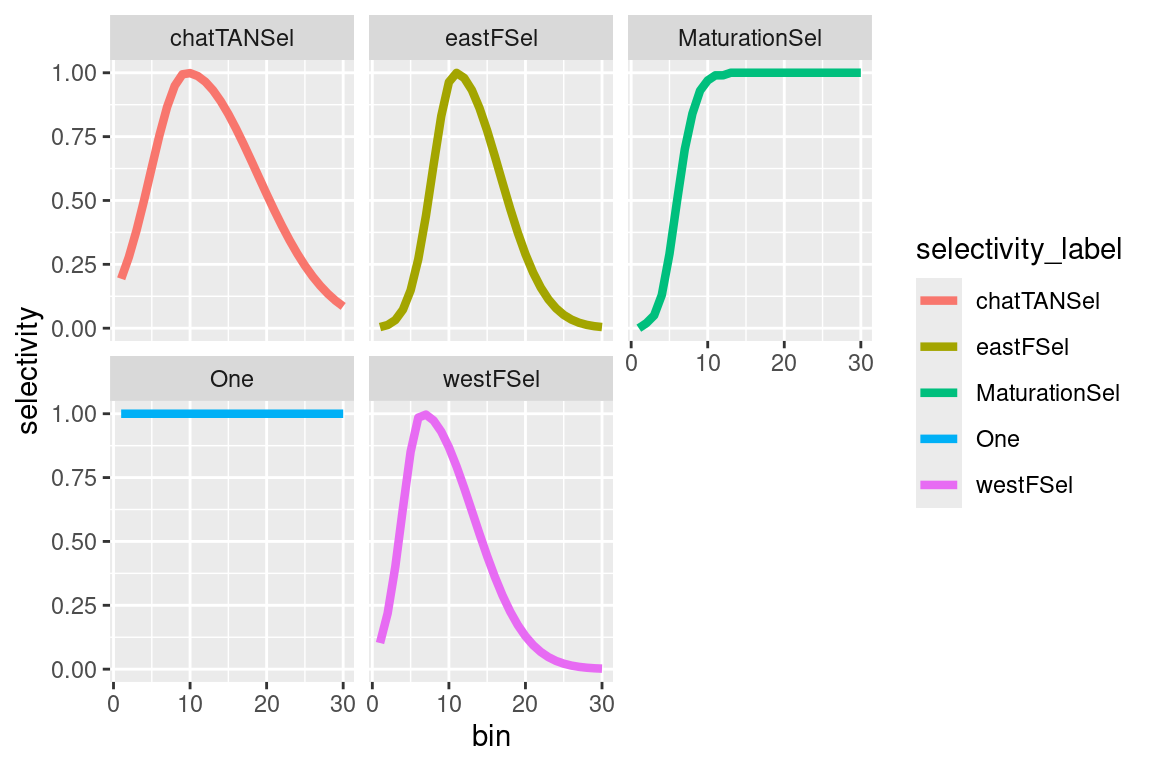 chatTANSel eastFSel MaturationSel
1.00
0.75
0.50
0.25
0.00
0 10 20 30
One westFSel
1.00
0.75
0.50
0.25
0.00
0 10 20 30 0 10 20 30
bin
selectivity
selectivity_label
chatTANSel
eastFSel
MaturationSel
One
westFSel